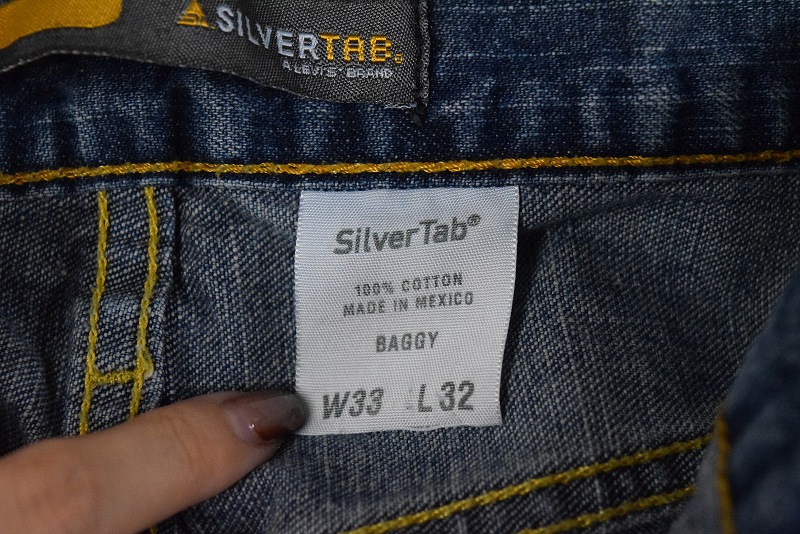 SILVERTAB®
A LEVI'S® BRAND
SilverTab®
100% COTTON
MADE IN MEXICO
BAGGY
W33 L32